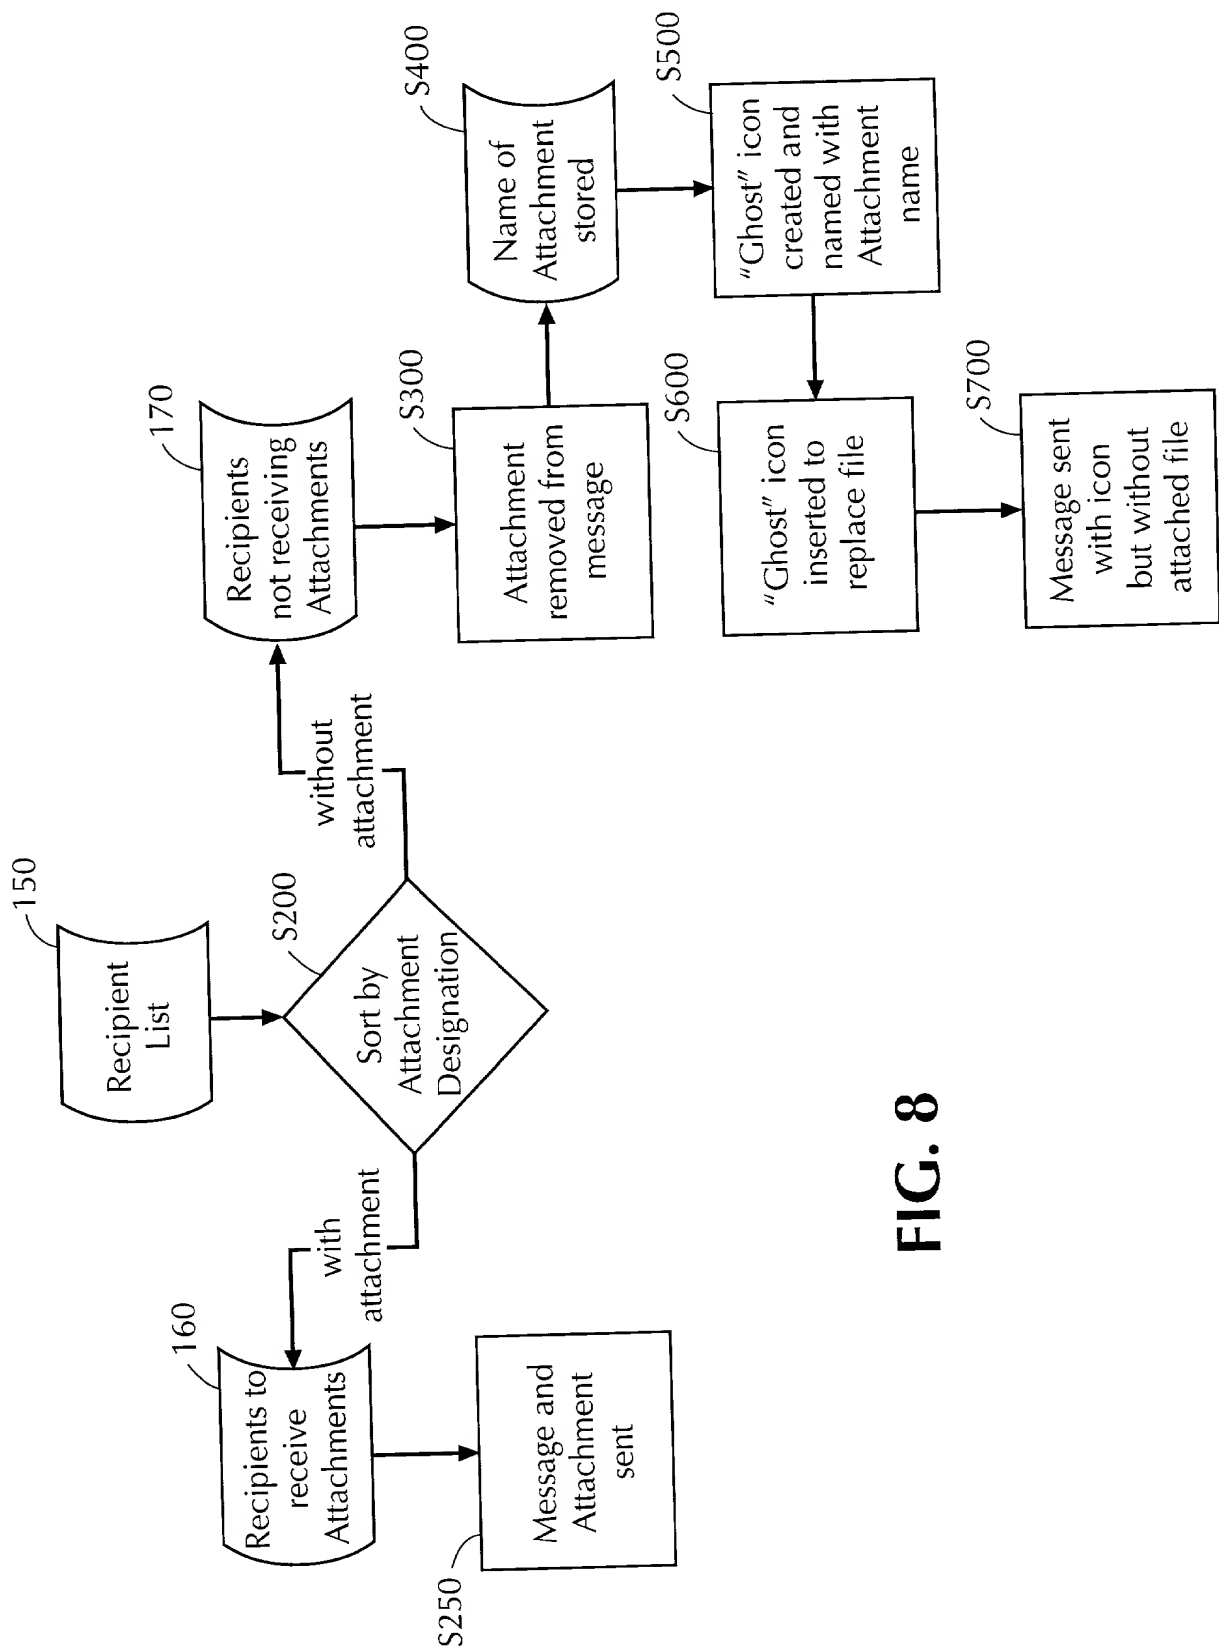 150
Recipient
List
S200
Sort by
Attachment
Designation
with
attachment
without
attachment
160
Recipients to
receive
Attachments
S250
Message and
Attachment
sent
170
Recipients
not receiving
Attachments
S300
Attachment
removed from
message
S400
Name of
Attachment
stored
S500
"Ghost" icon
created and
named with
Attachment
name
S600
"Ghost" icon
inserted to
replace file
S700
Message sent
with icon
but without
attached file
FIG. 8